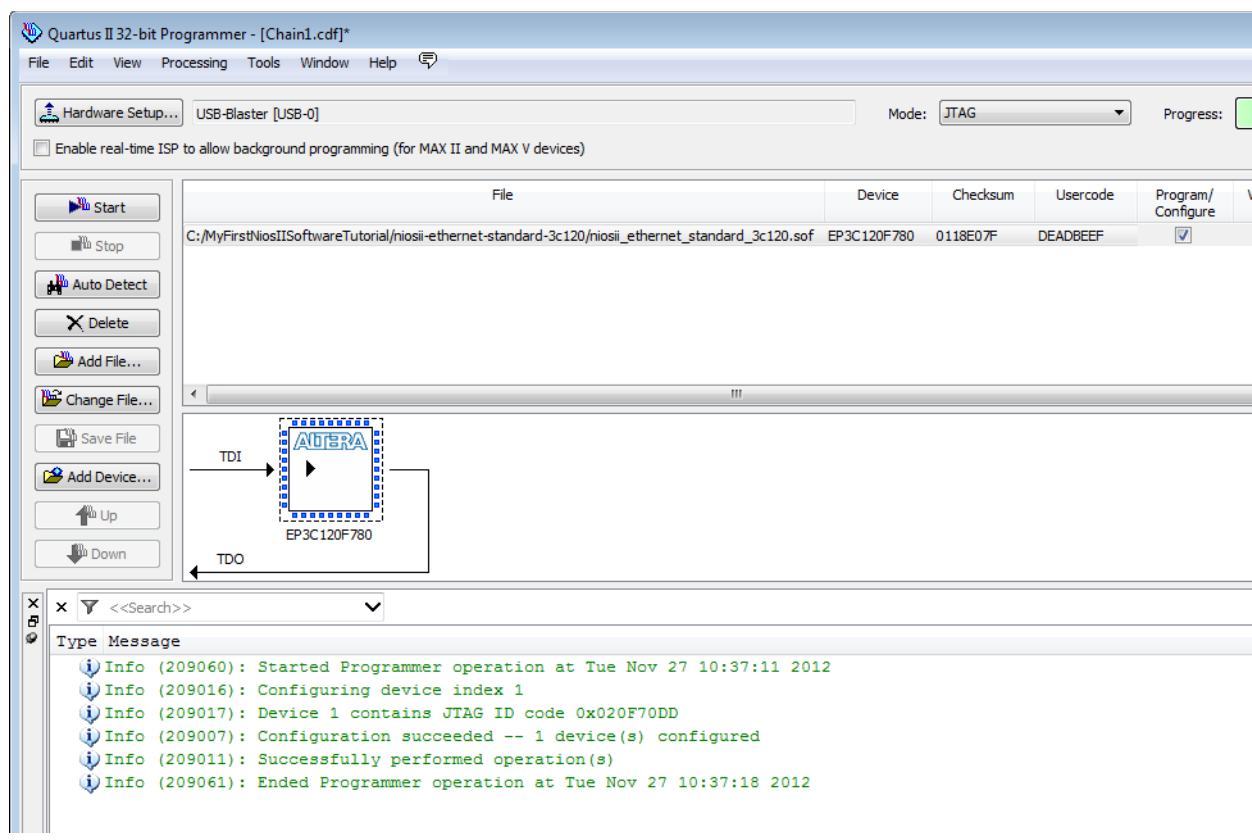 Quartus II 32-bit Programmer - [Chain1.cdf]*
File Edit View Processing Tools Window Help
Hardware Setup... USB-Blaster [USB-0] Mode: JTAG Progress:
Enable real-time ISP to allow background programming (for MAX II and MAX V devices)
File Device Checksum Usercode Program/
Configure
Start
Stop
C:/MyFirstNiosIISoftwareTutorial/niosii-ethernet-standard-3c120/niosii_ethernet_standard_3c120.sof EP3C120F780 0118E07F DEADBEEF
Auto Detect
Delete
Add File...
Change File...
Save File
Add Device...
Up
Down
ALTERA
TDI
EP3C120F780
TDO
<<Search>>
Type Message
Info (209060): Started Programmer operation at Tue Nov 27 10:37:11 2012
Info (209016): Configuring device index 1
Info (209017): Device 1 contains JTAG ID code 0x020F70DD
Info (209007): Configuration succeeded -- 1 device(s) configured
Info (209011): Successfully performed operation(s)
Info (209061): Ended Programmer operation at Tue Nov 27 10:37:18 2012